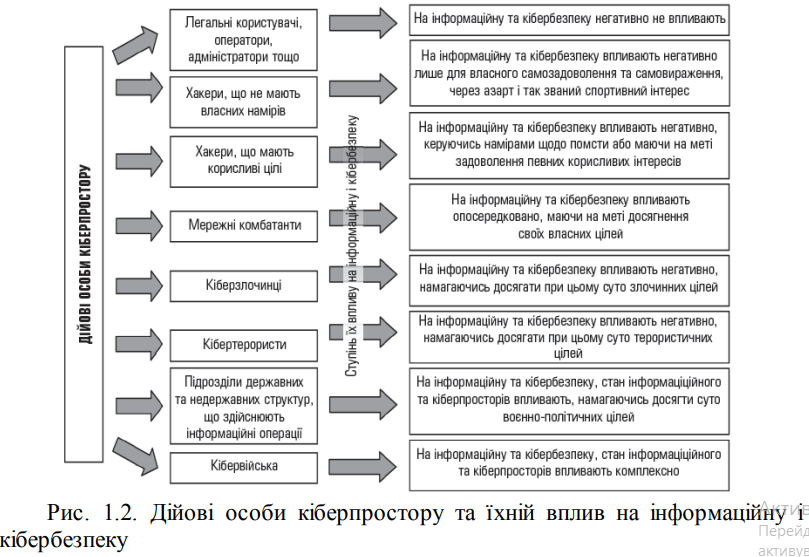 ДІЙОВІ ОСОБИ КІБЕРПРОСТОРУ
Легальні користувачі,
оператори,
адміністратори тощо
На інформаційну та кібербезпеку негативно не впливають
Хакери, що не мають
власних намірів
На інформаційну та кібербезпеку впливають негативно
лише для власного самозадоволення та самовираження,
через азарт і так званий спортивний інтерес
Хакери, що мають
корисливі цілі
На інформаційну та кібербезпеку впливають негативно,
керуючись намірами щодо помсти або маючи на меті
задоволення певних корисливих інтересів
Мережні комбатанти
На інформаційну та кібербезпеку впливають
опосередковано, маючи на меті досягнення
своїх власних цілей
Кіберзлочинці
На інформаційну та кібербезпеку впливають негативно,
намагаючись досягати при цьому суто злочинних цілей
Кібертерористи
На інформаційну та кібербезпеку впливають негативно,
намагаючись досягати при цьому суто терористичних
цілей
Підрозділи державних
та недержавних структур,
що здійснюють
інформаційні операції
На інформаційну та кібербезпеку, стан інформаціційного
та кіберпросторів впливають, намагаючись досягти суто
воєнно-політичних цілей
Кібервійська
На інформаційну та кібербезпеку, стан інформаціційного
та кіберпросторів впливають комплексно
Ступінь їх впливу на інформаційну і кібербезпеку
Рис. 1.2. Дійові особи кіберпростору та їхній вплив на інформаційну і
кібербезпеку